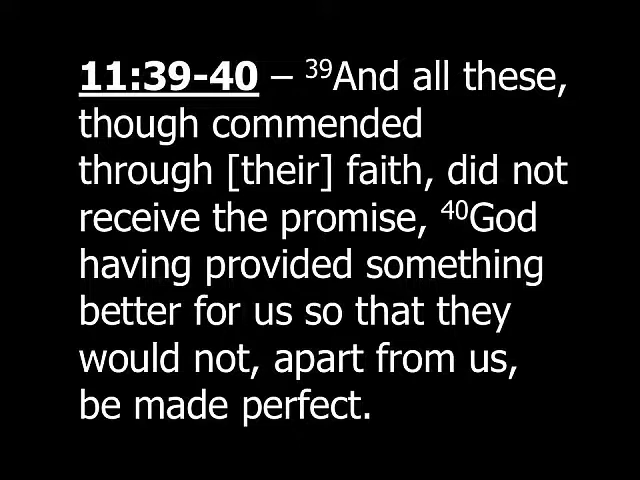 11:39-40 – ³⁹And all these,
though commended
through [their] faith, did not
receive the promise, ⁴⁰God
having provided something
better for us so that they
would not, apart from us,
be made perfect.